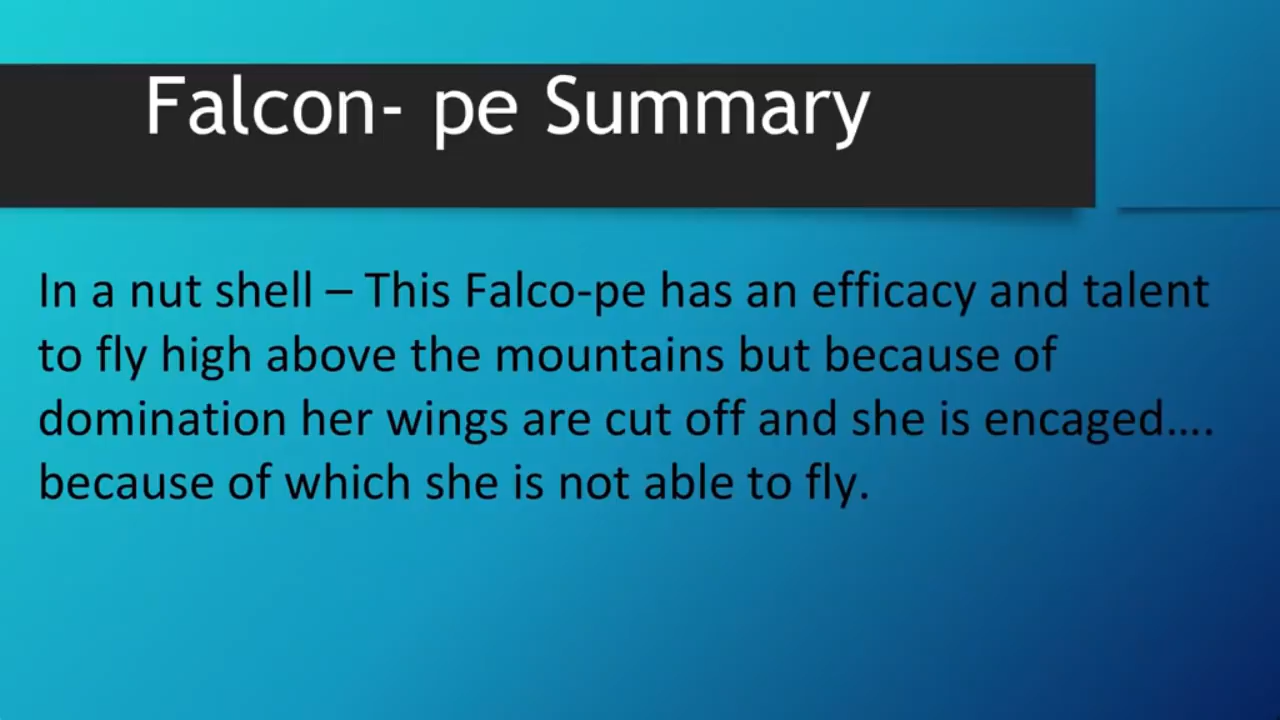 Falcon- pe Summary
In a nut shell – This Falco-pe has an efficacy and talent
to fly high above the mountains but because of
domination her wings are cut off and she is encaged....
because of which she is not able to fly.